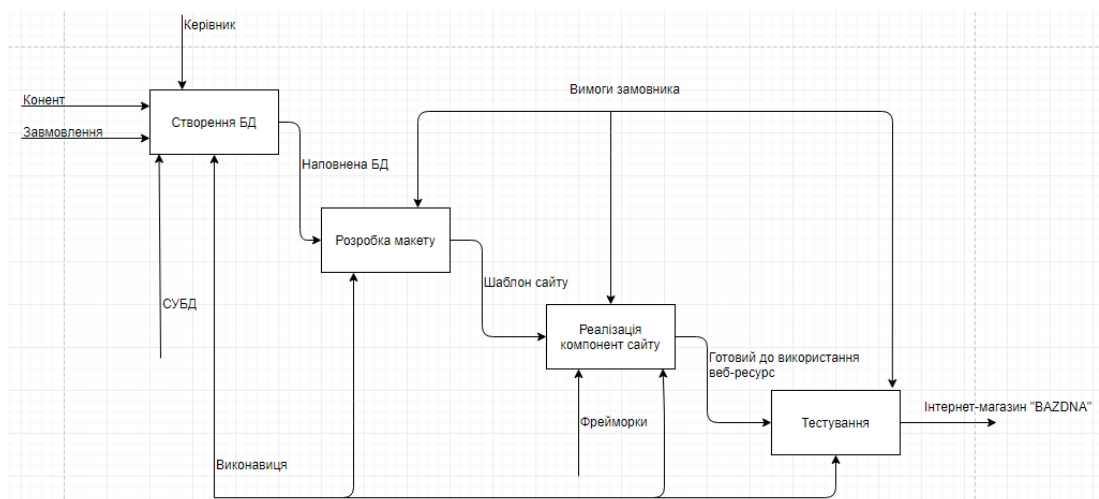 Керівник
Вимоги замовника
Конент
Завмовлення
Створення БД
Наповнена БД
Розробка макету
Шаблон сайту
СУБД
Реалізація
компонент сайту
Готовий до використання
веб-ресурс
Інтернет-магазин "BAZDNA"
Фрейморки
Тестування
Виконавиця